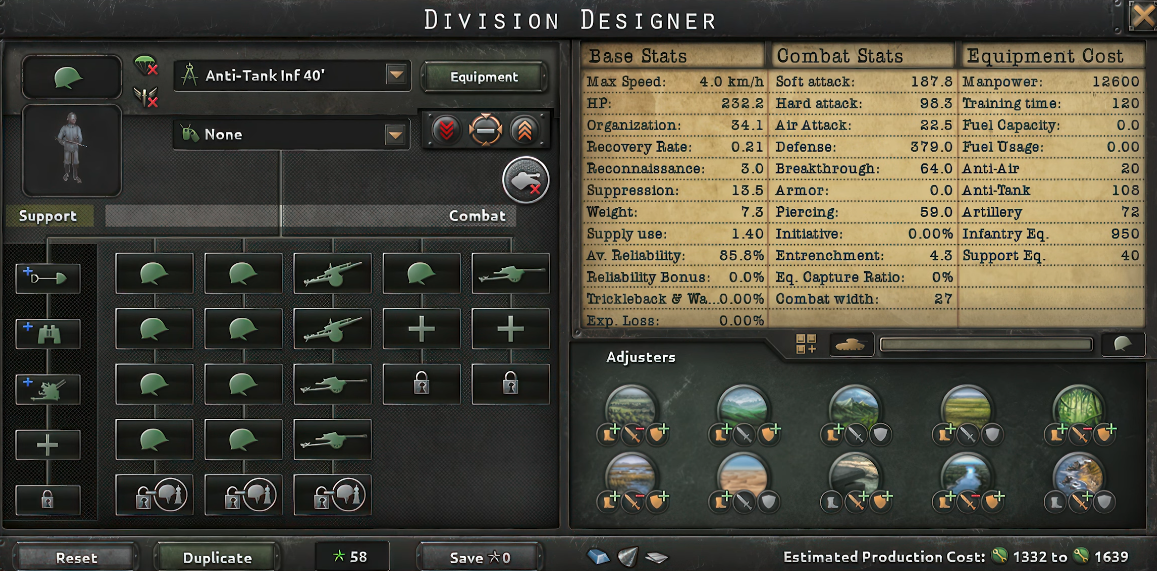 Division Designer
Anti-Tank Inf 40'
Equipment
None
Support
Combat
Base Stats
Max Speed: 4.0 km/h
HP: 232.2
Organization: 34.1
Recovery Rate: 0.21
Reconnaissance: 3.0
Suppression: 13.5
Weight: 7.3
Supply use: 1.40
Av. Reliability: 85.8%
Reliability Bonus: 0.0%
Trickleback & Wa...0.00%
Exp. Loss: 0.00%
Combat Stats
Soft attack: 187.8
Hard attack: 98.3
Air Attack: 22.5
Defense: 379.0
Breakthrough: 64.0
Armor: 0.0
Piercing: 59.0
Initiative: 0.00%
Entrenchment: 4.3
Eq. Capture Ratio: 0%
Combat width: 27
Equipment Cost
Manpower: 12600
Training time: 120
Fuel Capacity: 0.0
Fuel Usage: 0.00
Anti-Air 20
Anti-Tank 108
Artillery 72
Infantry Eq. 950
Support Eq. 40
Adjusters
Reset
Duplicate
58
Save 0
Estimated Production Cost: 1332 to 1639